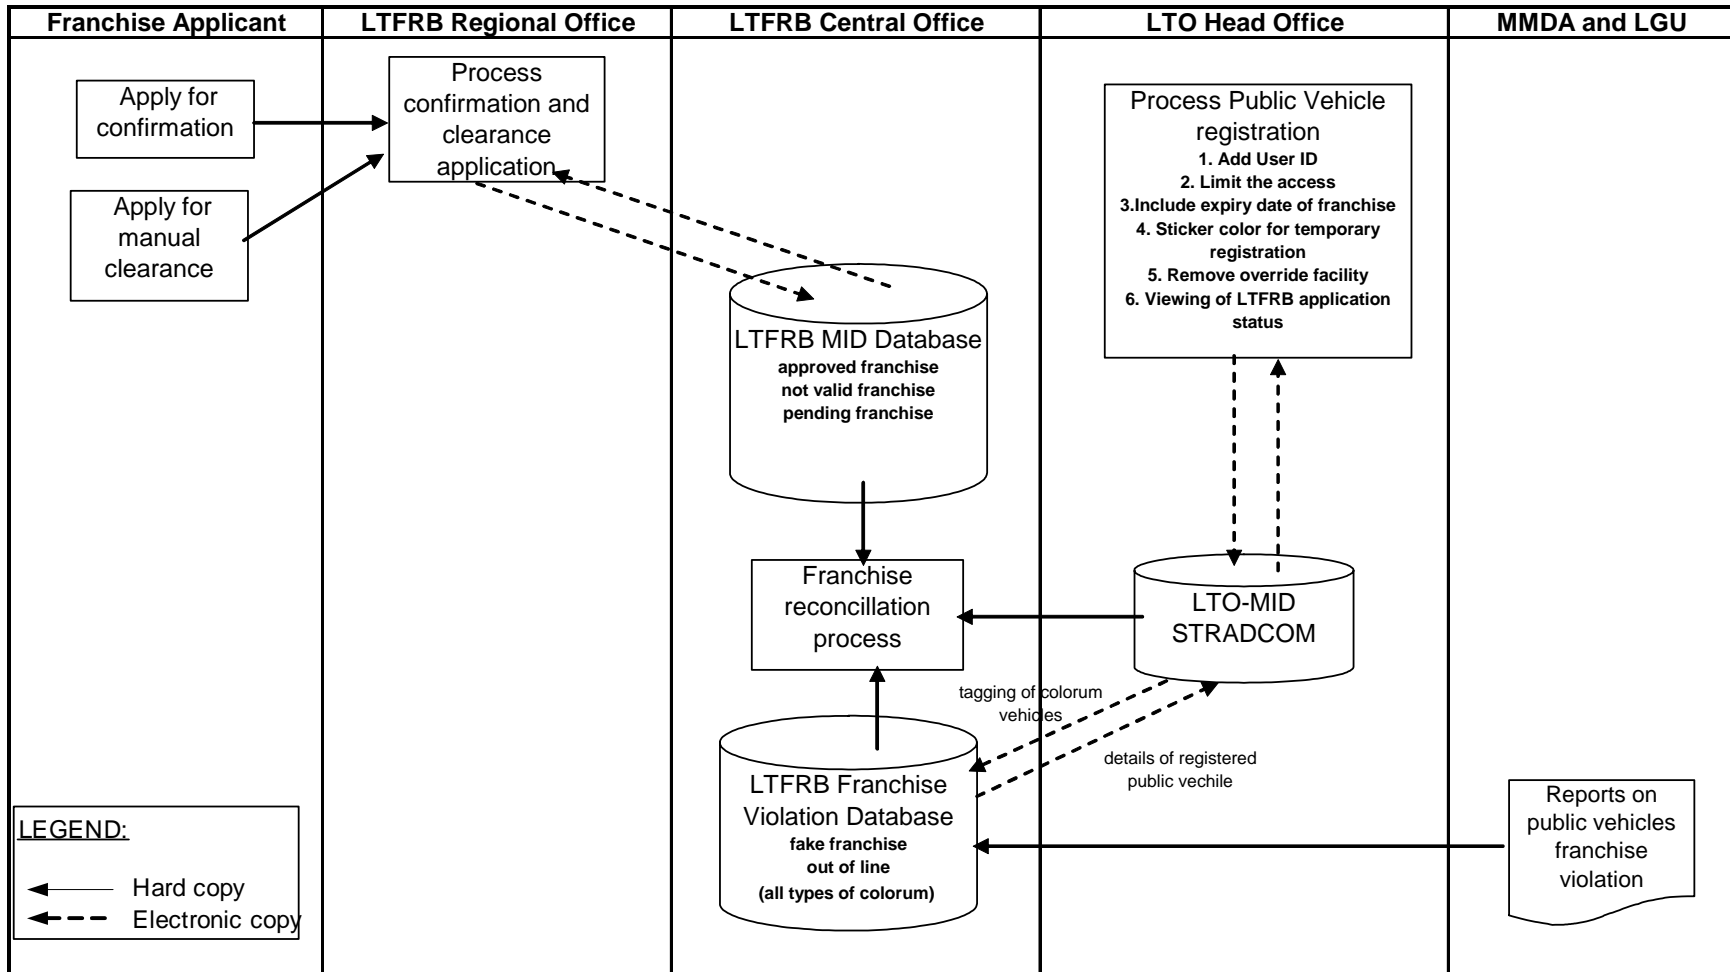 Franchise Applicant
LTFRB Regional Office
LTFRB Central Office
LTO Head Office
MMDA and LGU
Apply for
confirmation
Apply for
manual
clearance
Process
confirmation and
clearance
application
LTFRB MID Database
approved franchise
not valid franchise
pending franchise
Franchise
reconcillation
process
LTFRB Franchise
Violation Database
fake franchise
out of line
(all types of colorum)
Process Public Vehicle
registration
1. Add User ID
2. Limit the access
3.Include expiry date of franchise
4. Sticker color for temporary
registration
5. Remove override facility
6. Viewing of LTFRB application
status
LTO-MID
STRADCOM
tagging of colorum
vehicles
details of registered
public vechile
Reports on
public vehicles
franchise
violation
LEGEND:
Hard copy
Electronic copy